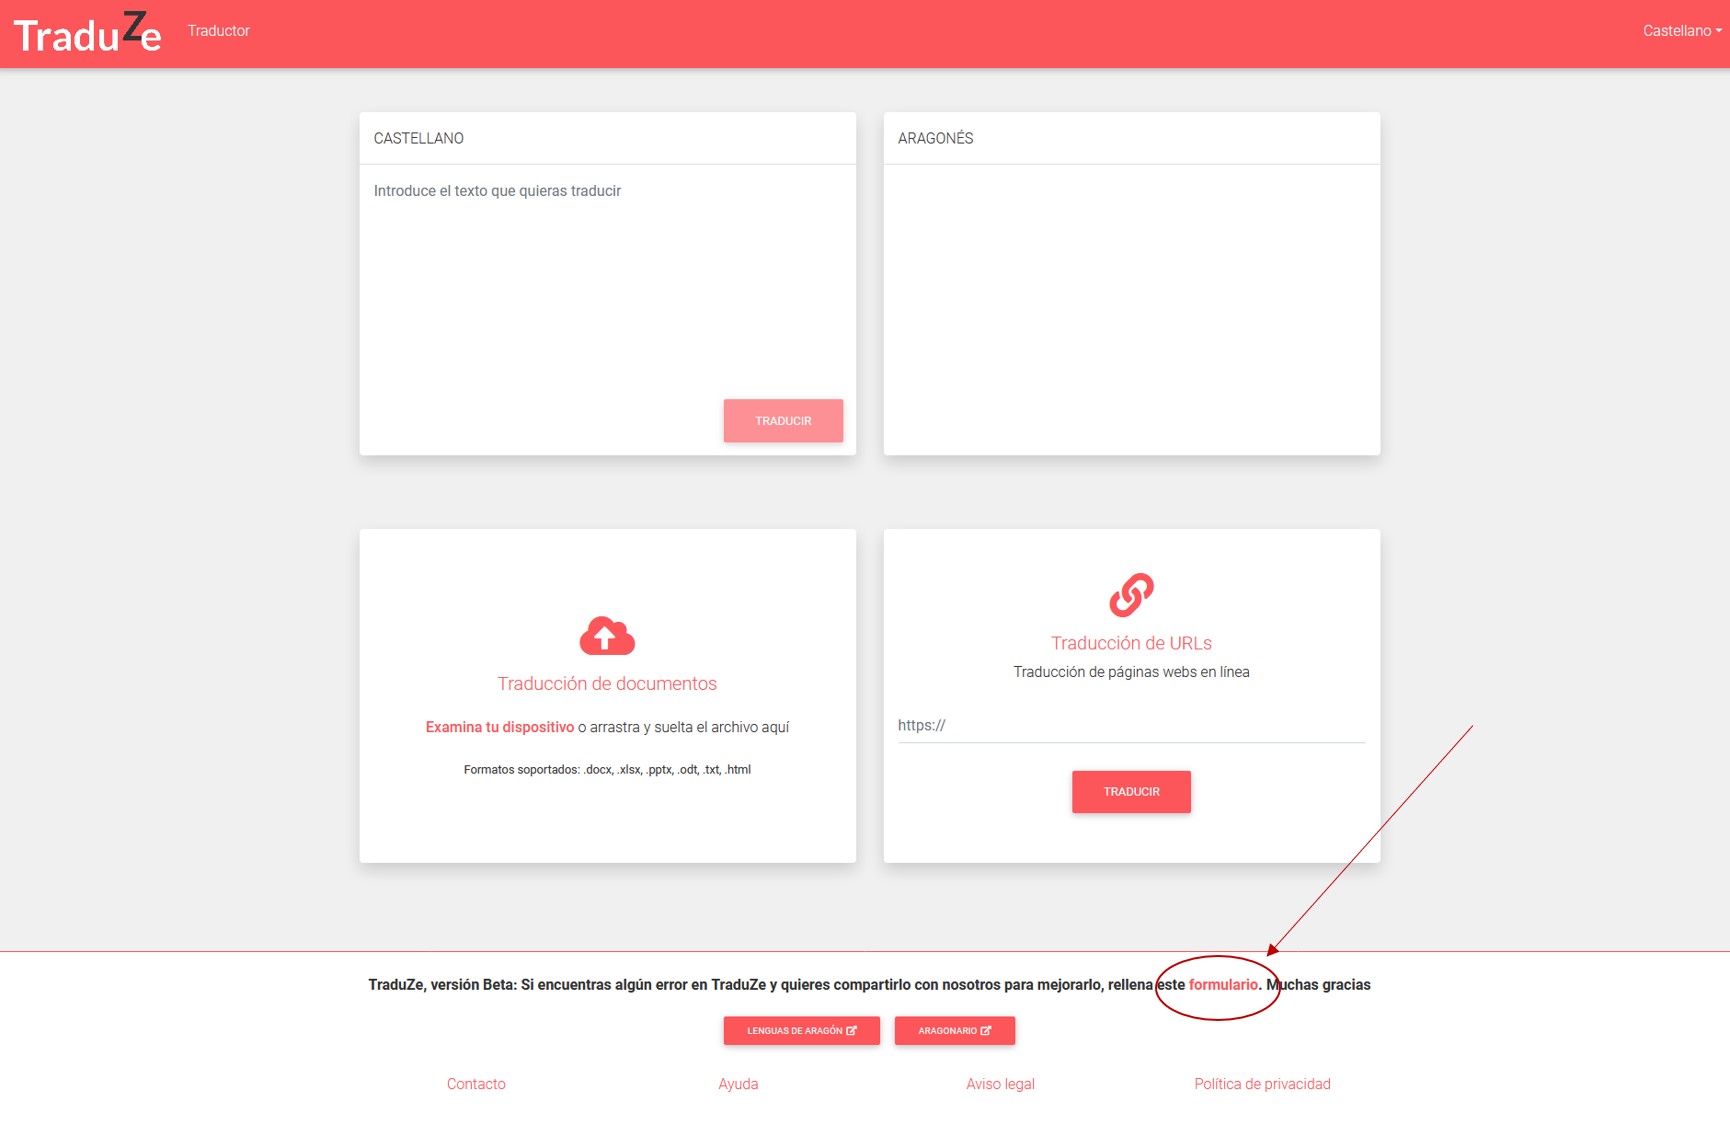 TraduZe
Traductor
Castellano
CASTELLANO
Introduce el texto que quieras traducir
TRADUCIR
ARAGONÉS
Traducción de documentos
Examina tu dispositivo o arrastra y suelta el archivo aquí
Formatos soportados: .docx, .xlsx, .pptx, .odt, .txt, .html
Traducción de URLs
Traducción de páginas webs en línea
https://
TRADUCIR
TraduZe, versión Beta: Si encuentras algún error en TraduZe y quieres compartirlo con nosotros para mejorarlo, rellena este formulario. Muchas gracias
LENGUAS DE ARAGÓN
ARAGONARIO
Contacto
Ayuda
Aviso legal
Política de privacidad